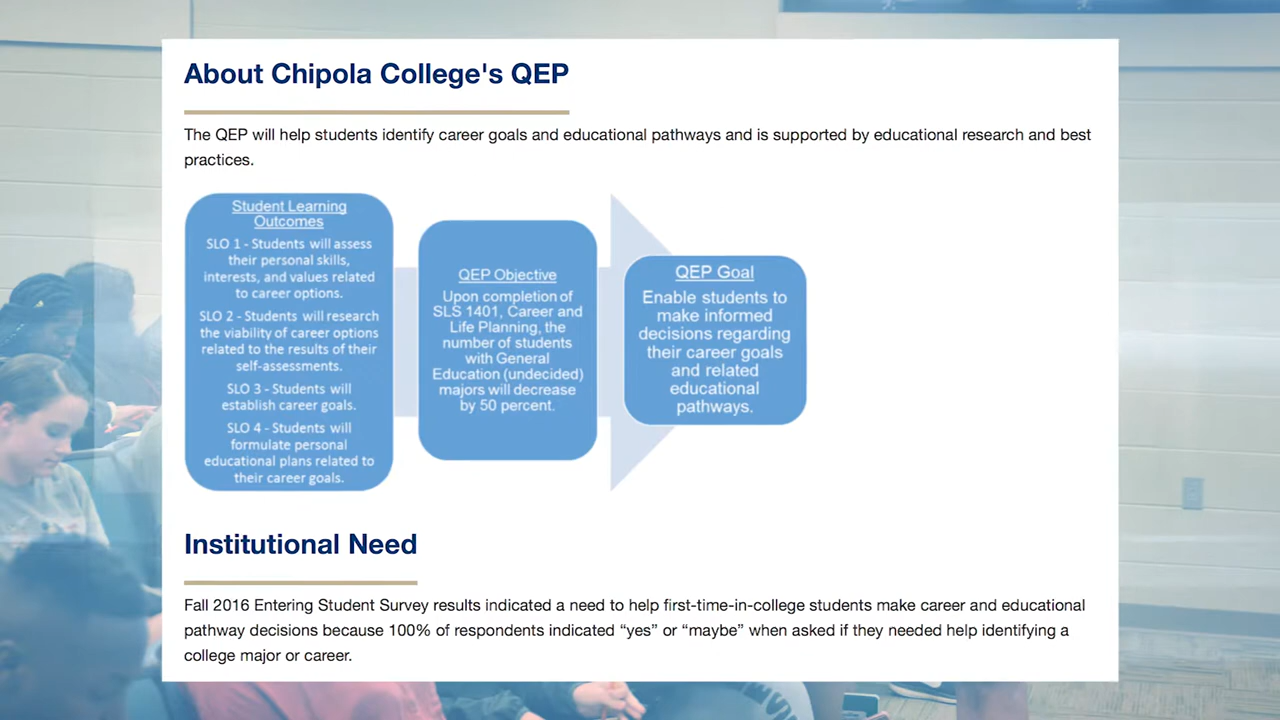 About Chipola College's QEP
The QEP will help students identify career goals and educational pathways and is supported by educational research and best
practices.
Student Learning
Outcomes
SLO 1 - Students will assess
their personal skills,
interests, and values related
to career options.
SLO 2 - Students will research
the viability of career options
related to the results of their
self-assessments.
SLO 3 - Students will
establish career goals.
SLO 4 - Students will
formulate personal
educational plans related to
their career goals.
QEP Objective
Upon completion of
SLS 1401, Career and
Life Planning, the
number of students
with General
Education (undecided)
majors will decrease
by 50 percent.
QEP Goal
Enable students to
make informed
decisions regarding
their career goals
and related
educational
pathways.
Institutional Need
Fall 2016 Entering Student Survey results indicated a need to help first-time-in-college students make career and educational
pathway decisions because 100% of respondents indicated “yes” or “maybe” when asked if they needed help identifying a
college major or career.